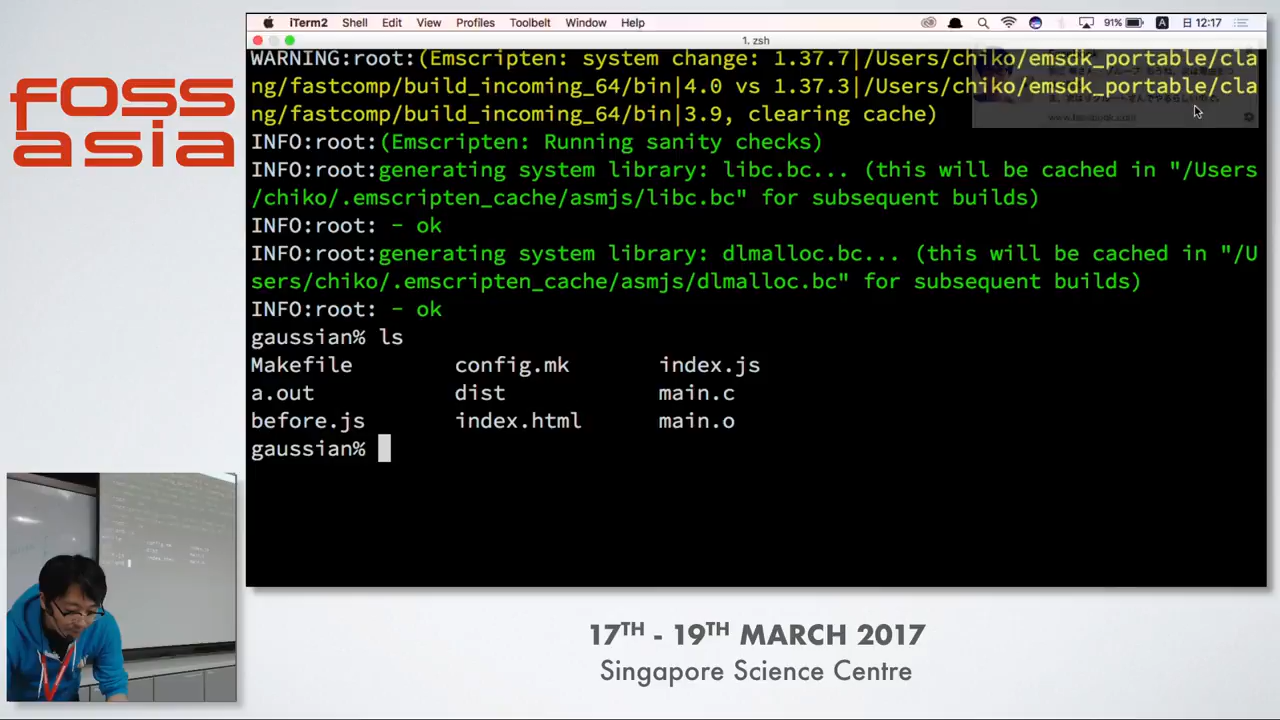 iTerm2 Shell Edit View Profiles Toolbelt Window Help 91% A 日 12:17
1. zsh
foss
asia
WARNING:root:(Emscripten: system change: 1.37.7|/Users/chiko/emsdk_portable/cla
ng/fastcomp/build_incoming_64/bin|4.0 vs 1.37.3|/Users/chiko/emsdk_portable/cla
ng/fastcomp/build_incoming_64/bin|3.9, clearing cache)
INFO:root:(Emscripten: Running sanity checks)
INFO:root:generating system library: libc.bc... (this will be cached in "/Users
/chiko/.emscripten_cache/asmjs/libc.bc" for subsequent builds)
INFO:root: - ok
INFO:root:generating system library: dlmalloc.bc... (this will be cached in "/U
sers/chiko/.emscripten_cache/asmjs/dlmalloc.bc" for subsequent builds)
INFO:root: - ok
gaussian% ls
Makefile config.mk index.js
a.out dist main.c
before.js index.html main.o
gaussian%
17TH - 19TH MARCH 2017
Singapore Science Centre